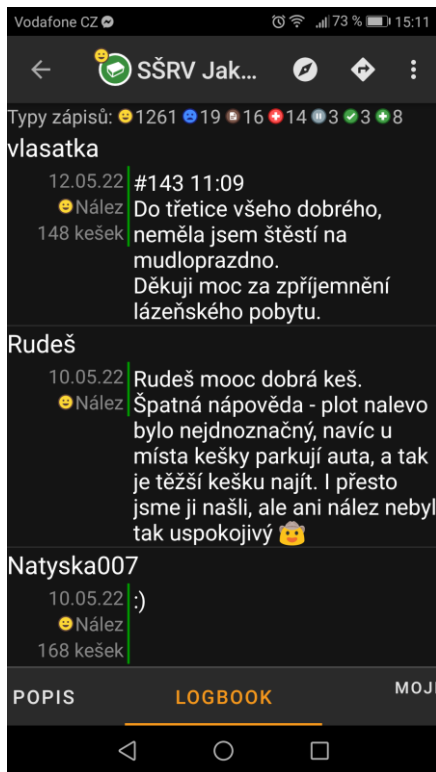 Vodafone CZ 73 % 15:11
SŠRV Jak...
Typy zápisů: 1261 19 16 14 3 3 8
vlasatka
12.05.22 #143 11:09
Nález Do třetice všeho dobrého,
148 kešek neměla jsem štěstí na
mudloprazdno.
Děkuji moc za zpříjemnění
lázeňského pobytu.
Rudeš
10.05.22 Rudeš mooc dobrá keš.
Nález Špatná nápověda - plot nalevo
bylo nejdnoznačný, navíc u
místa kešky parkují auta, a tak
je těžší kešku najít. I přesto
jsme ji našli, ale ani nález nebyl
tak uspokojivý 🤠
Natyska007
10.05.22 :)
Nález
168 kešek
POPIS LOGBOOK MOJI